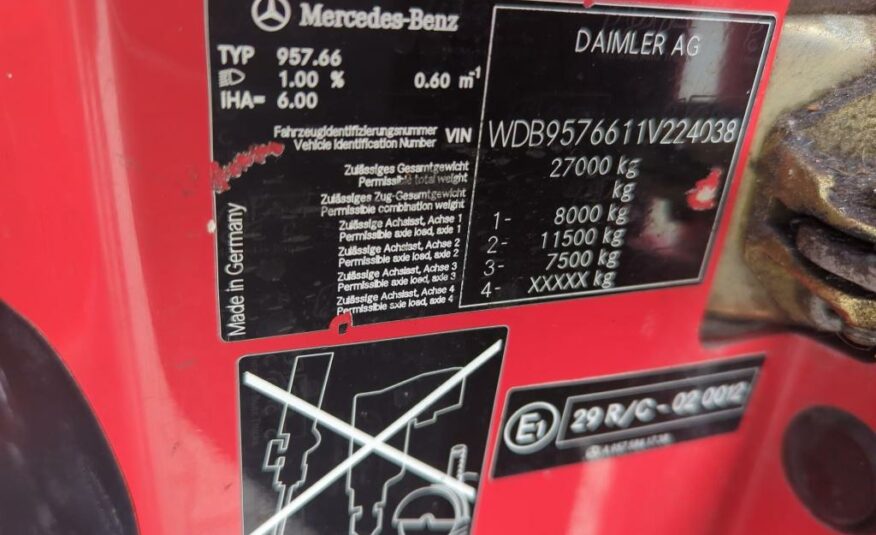 Mercedes-Benz
DAIMLER AG
TYP 957.66
1.00 % 0.60 m⁻¹
IHA= 6.00
Fahrzeugidentifizierungsnummer
Vehicle Identification Number VIN WDB9576611V224038
Zulässiges Gesamtgewicht
Permissible total weight 27000 kg
Zulässiges Zug-Gesamtgewicht
Permissible combination weight kg
Zulässige Achslast, Achse 1
Permissible axle load, axle 1 1- 8000 kg
Zulässige Achslast, Achse 2
Permissible axle load, axle 2 2- 11500 kg
Zulässige Achslast, Achse 3
Permissible axle load, axle 3 3- 7500 kg
Zulässige Achslast, Achse 4
Permissible axle load, axle 4 4- XXXXX kg
Made in Germany
E1 29 R/C - 02 0012